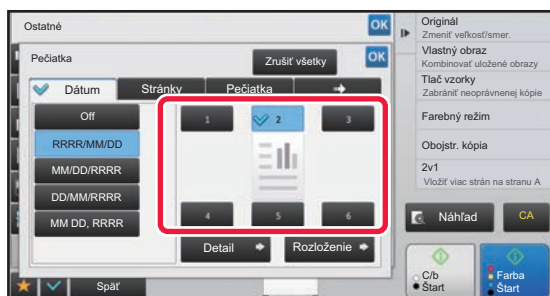 Ostatné
OK
Pečiatka
Zrušiť všetky
OK
Dátum
Stránky
Pečiatka
Off
RRRR/MM/DD
MM/DD/RRRR
DD/MM/RRRR
MM DD, RRRR
1
2
3
4
5
6
Detail
Rozloženie
Späť
Originál
Zmeniť veľkosť/smer.
Vlastný obraz
Kombinovať uložené obrazy
Tlač vzorky
Zabrániť neoprávnenej kópie
Farebný režim
Obojstr. kópia
2v1
Vložiť viac strán na stranu A
Náhľad
CA
C/b
Štart
Farba
Štart